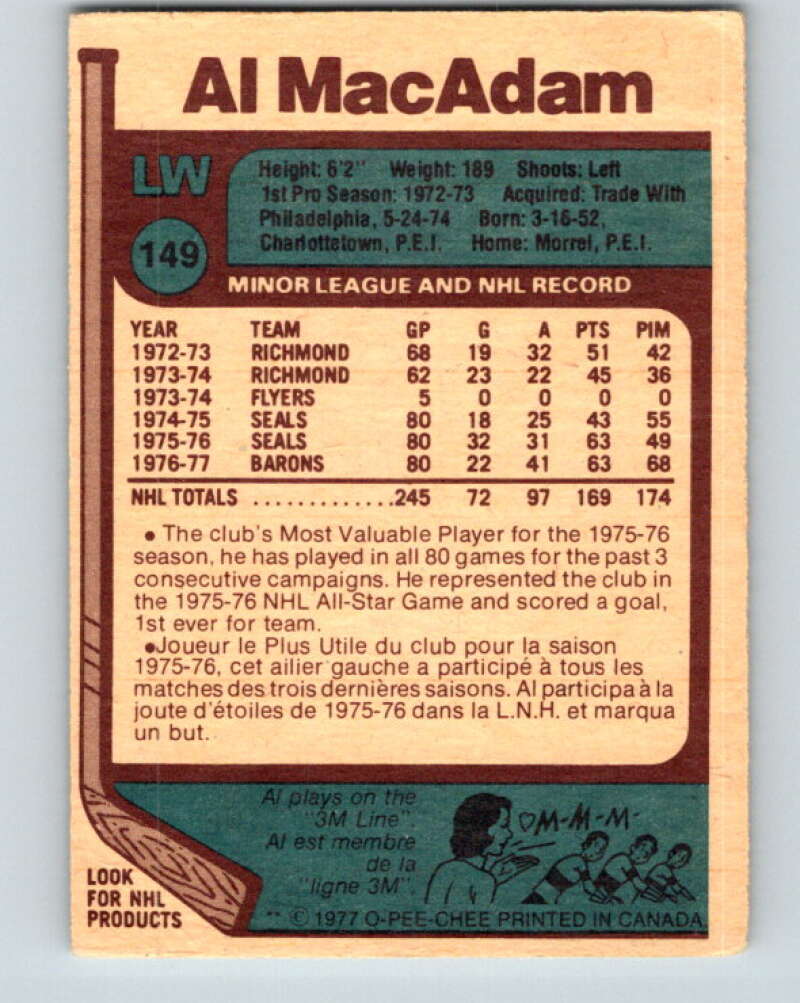 Al MacAdam
LW
Height: 6'2" Weight: 189 Shoots: Left
1st Pro Season: 1972-73 Acquired: Trade With
Philadelphia, 5-24-74 Born: 3-16-52,
Charlottetown, P.E.I. Home: Morrel, P.E.I.
149
MINOR LEAGUE AND NHL RECORD
YEAR TEAM GP G A PTS PIM
1972-73 RICHMOND 68 19 32 51 42
1973-74 RICHMOND 62 23 22 45 36
1973-74 FLYERS 5 0 0 0 0
1974-75 SEALS 80 18 25 43 55
1975-76 SEALS 80 32 31 63 49
1976-77 BARONS 80 22 41 63 68
NHL TOTALS .............245 72 97 169 174
• The club's Most Valuable Player for the 1975-76
season, he has played in all 80 games for the past 3
consecutive campaigns. He represented the club in
the 1975-76 NHL All-Star Game and scored a goal,
1st ever for team.
•Joueur le Plus Utile du club pour la saison
1975-76, cet ailier gauche a participé à tous les
matches des trois dernières saisons. Al participa à la
joute d'étoiles de 1975-76 dans la L.N.H. et marqua
un but.
Al plays on the
"3M Line".
Al est membre
de la
"ligne 3M".
♡M-M-M-
LOOK
FOR NHL
PRODUCTS
** © 1977 O-PEE-CHEE PRINTED IN CANADA